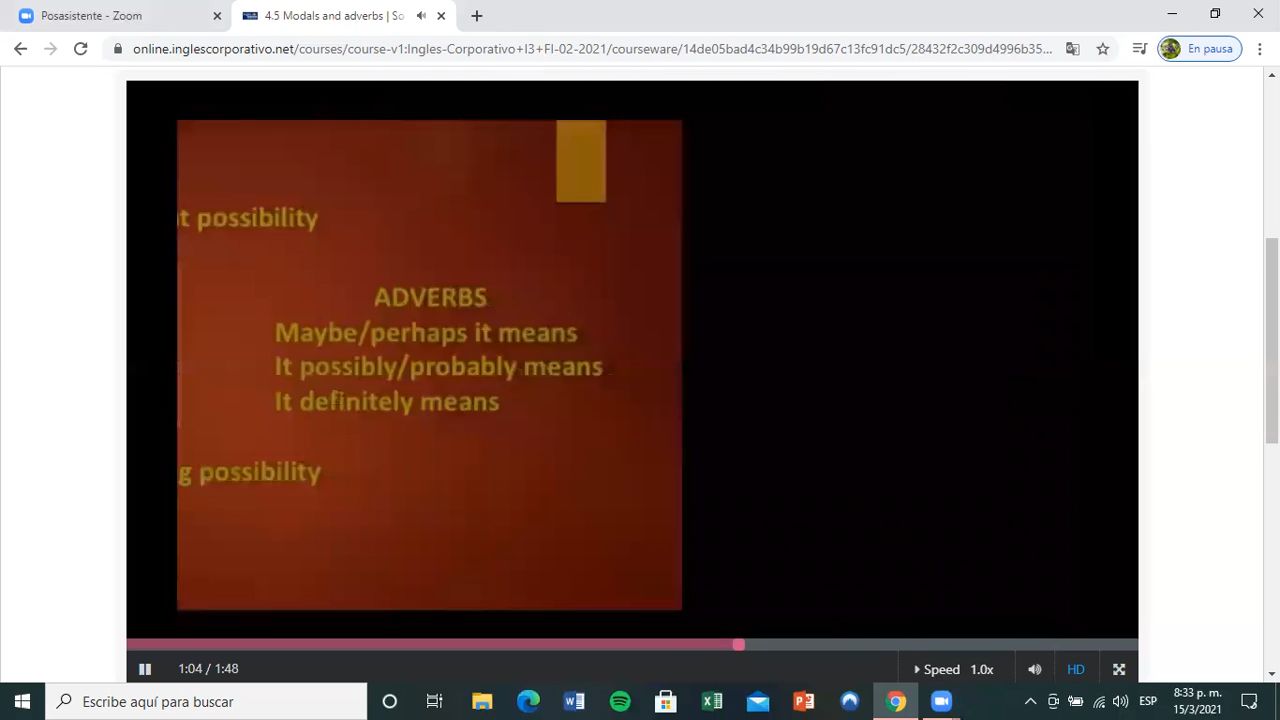 Posasistente - Zoom
4.5 Modals and adverbs | So
online.inglescorporativo.net/courses/course-v1:Ingles-Corporativo+I3+FI-02-2021/courseware/14de05bad4c34b99b19d67c13fc91dc5/28432f2c309d4996b35...
En pausa
t possibility
ADVERBS
Maybe/perhaps it means
It possibly/probably means
It definitely means
g possibility
1:04 / 1:48
Speed 1.0x
HD
Escribe aquí para buscar
ESP
8:33 p. m.
15/3/2021